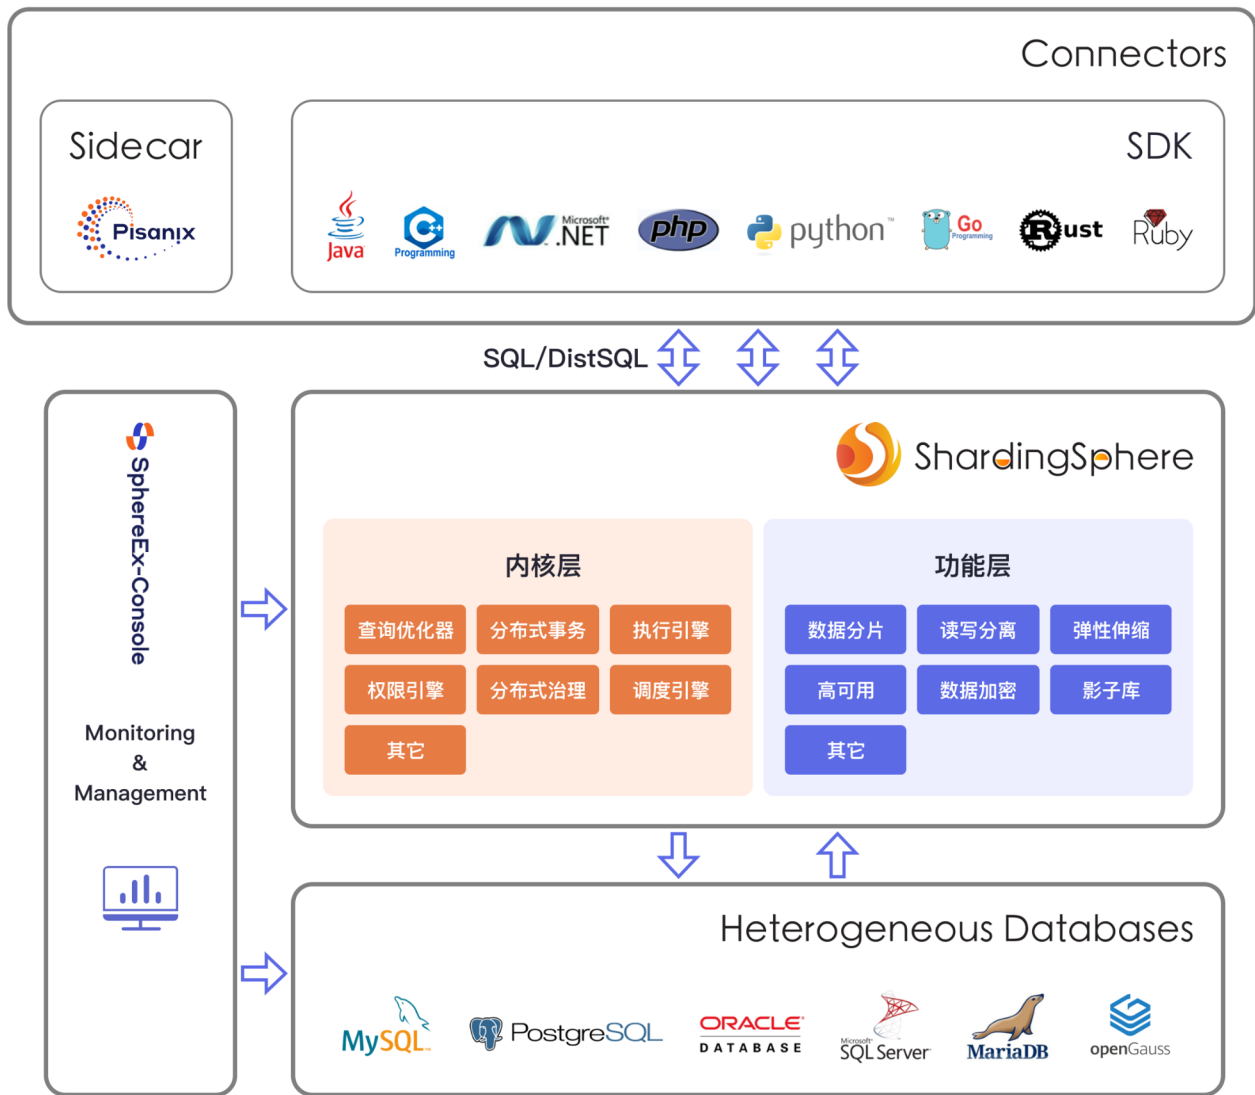 Connectors
Sidecar
Pisanix
SDK
Java
C++
Programming
Microsoft®
.NET
php
python™
Go
Programming
Rust
Ruby
SQL/DistSQL
SphereEx-Console
Monitoring
&
Management
ShardingSphere
内核层
查询优化器 分布式事务 执行引擎
权限引擎 分布式治理 调度引擎
其它
功能层
数据分片 读写分离 弹性伸缩
高可用 数据加密 影子库
其它
Heterogeneous Databases
MySQL™
PostgreSQL
ORACLE®
DATABASE
Microsoft®
SQL Server®
MariaDB
openGauss